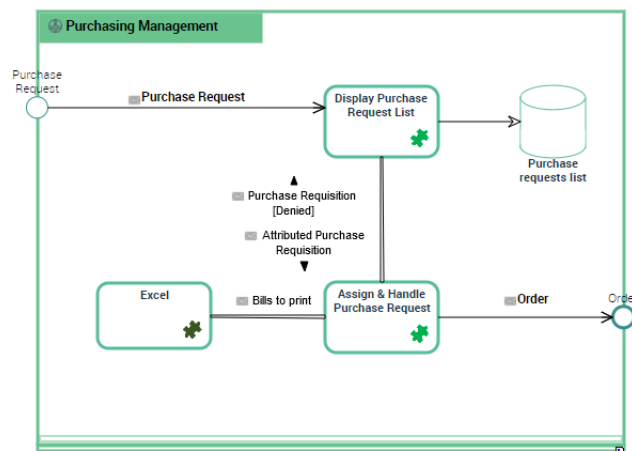 Purchasing Management
Purchase
Request
Purchase Request
Display Purchase
Request List
Purchase
requests list
Purchase Requisition
[Denied]
Attributed Purchase
Requisition
Excel
Bills to print
Assign & Handle
Purchase Request
Order
Orde